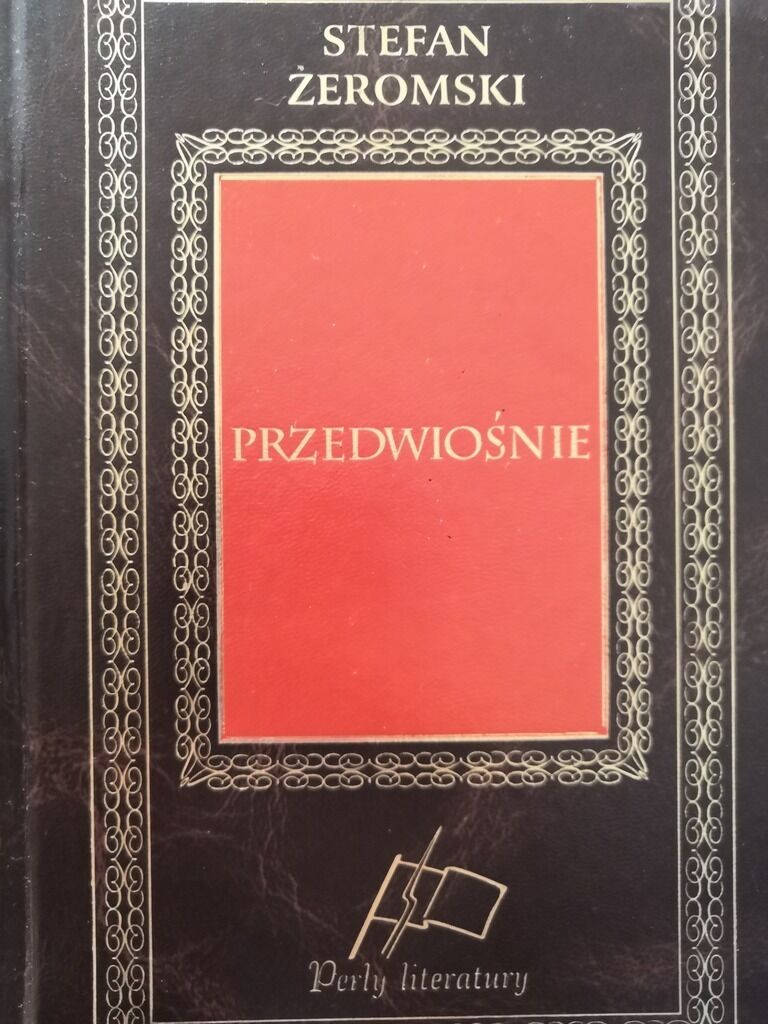 STEFAN
ŻEROMSKI
PRZEDWIOŚNIE
Perły literatury